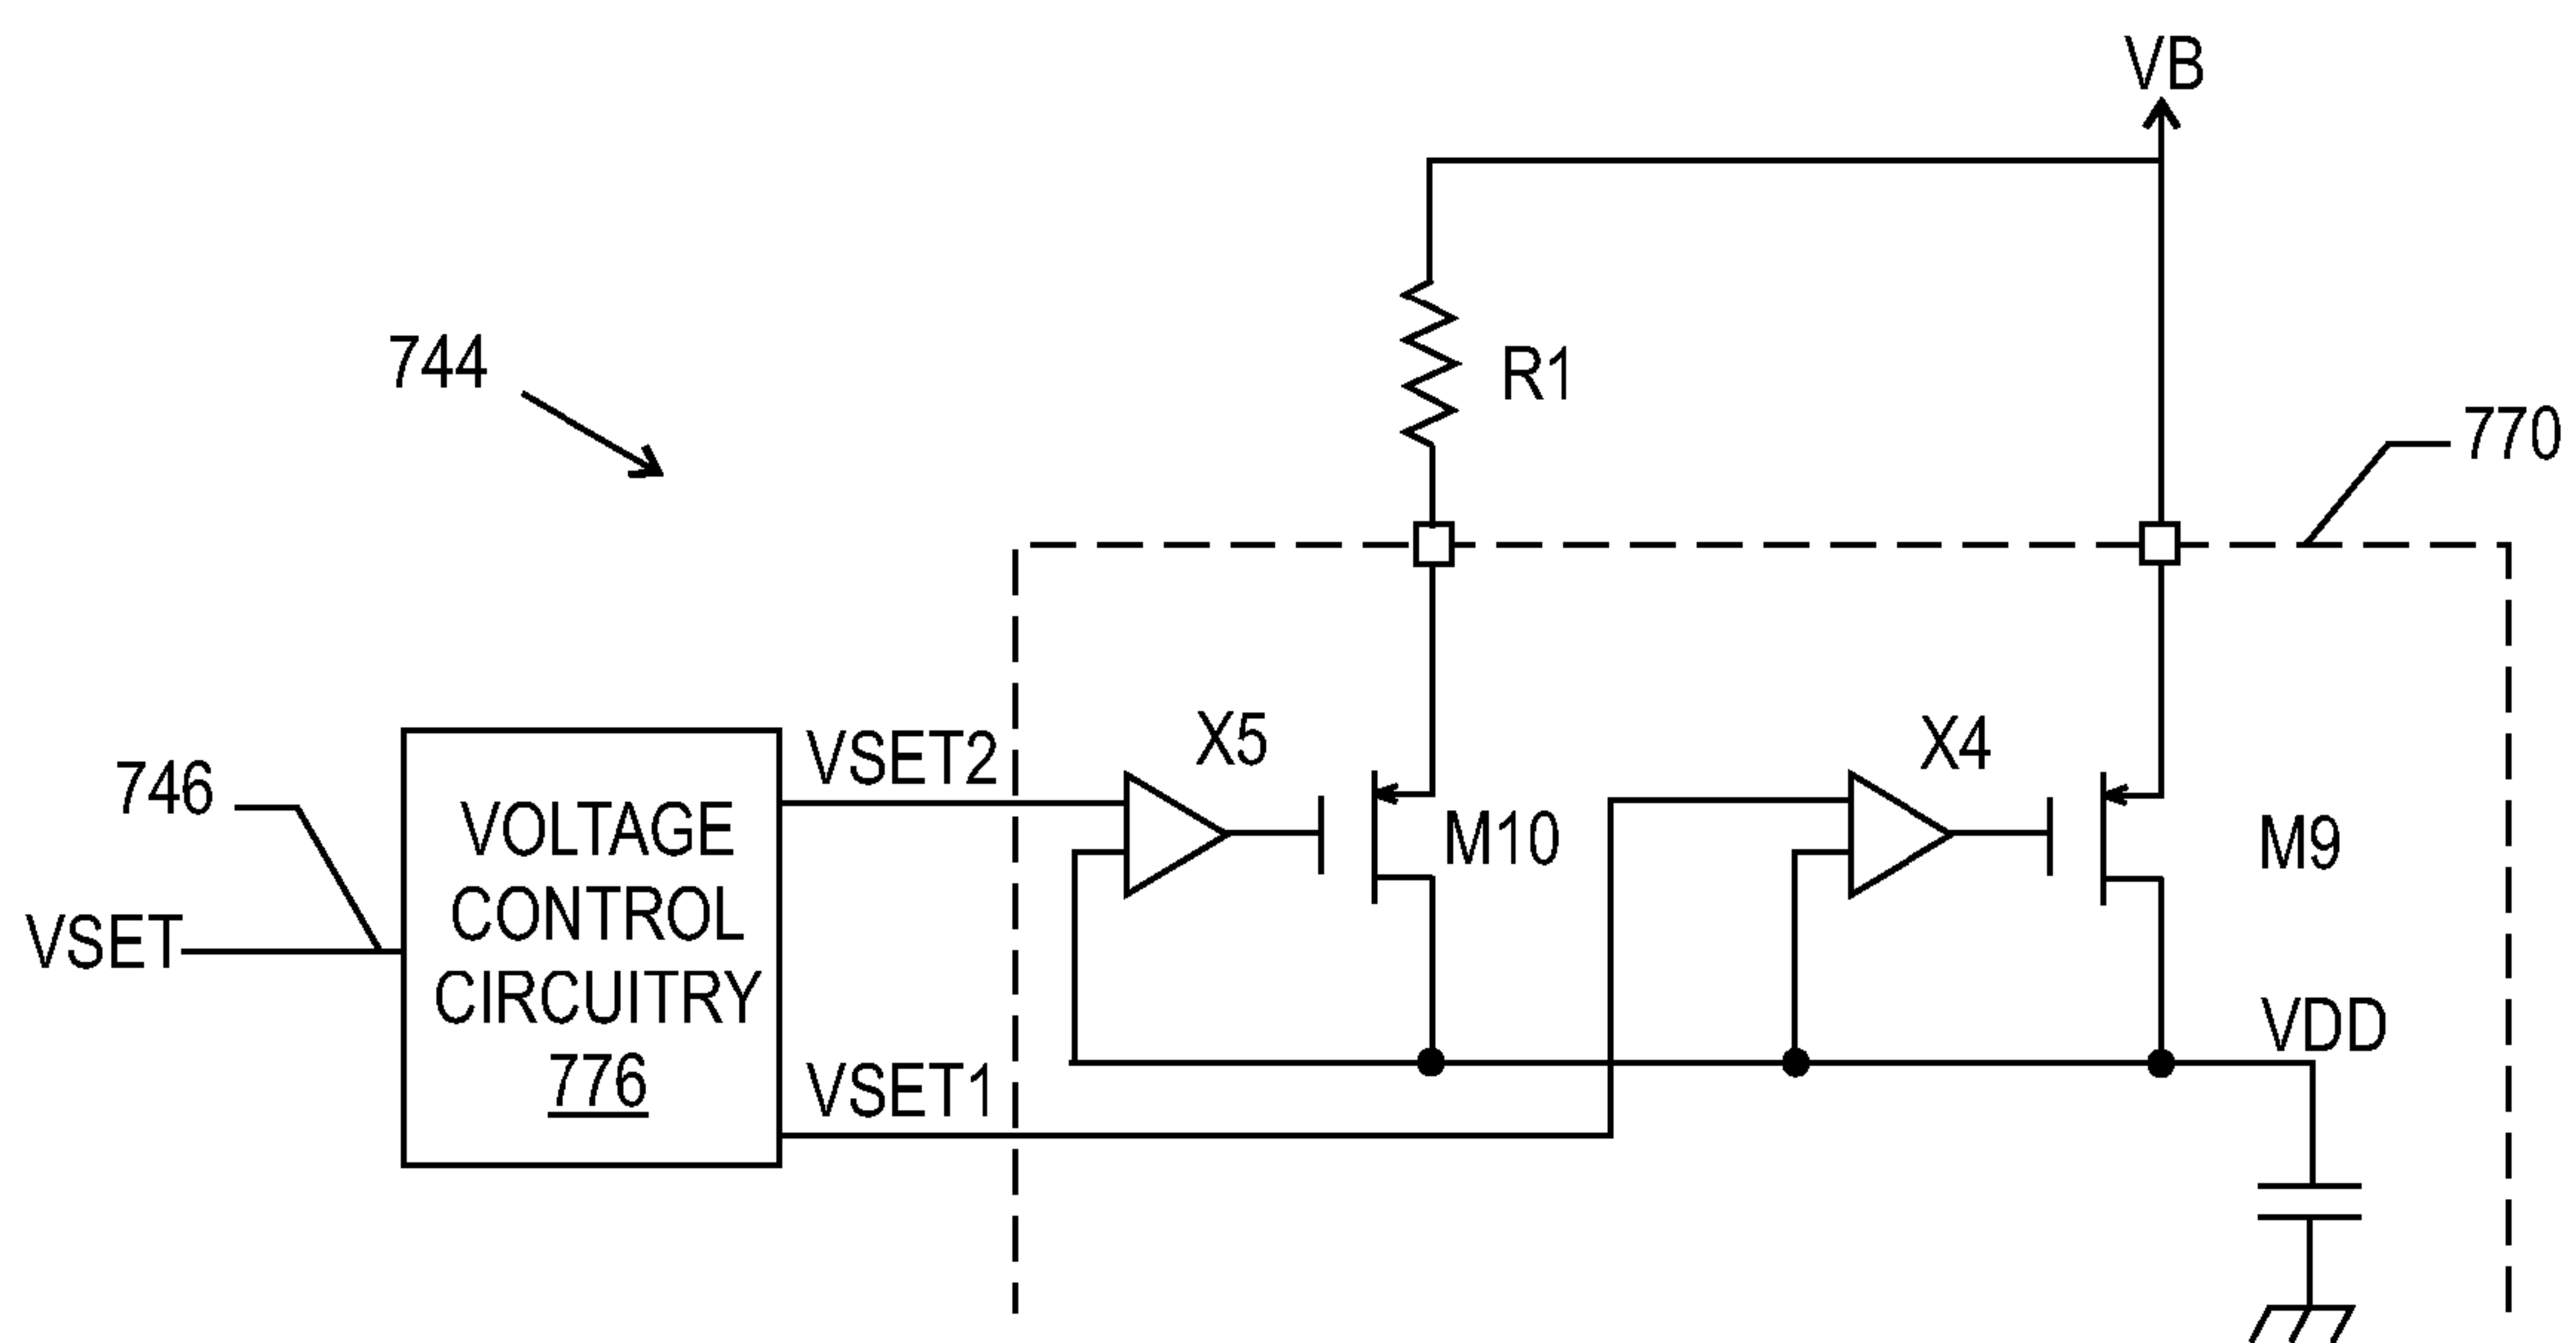 VB
744
R1
770
746
VSET
VOLTAGE
CONTROL
CIRCUITRY
776
VSET2
VSET1
X5
M10
X4
M9
VDD